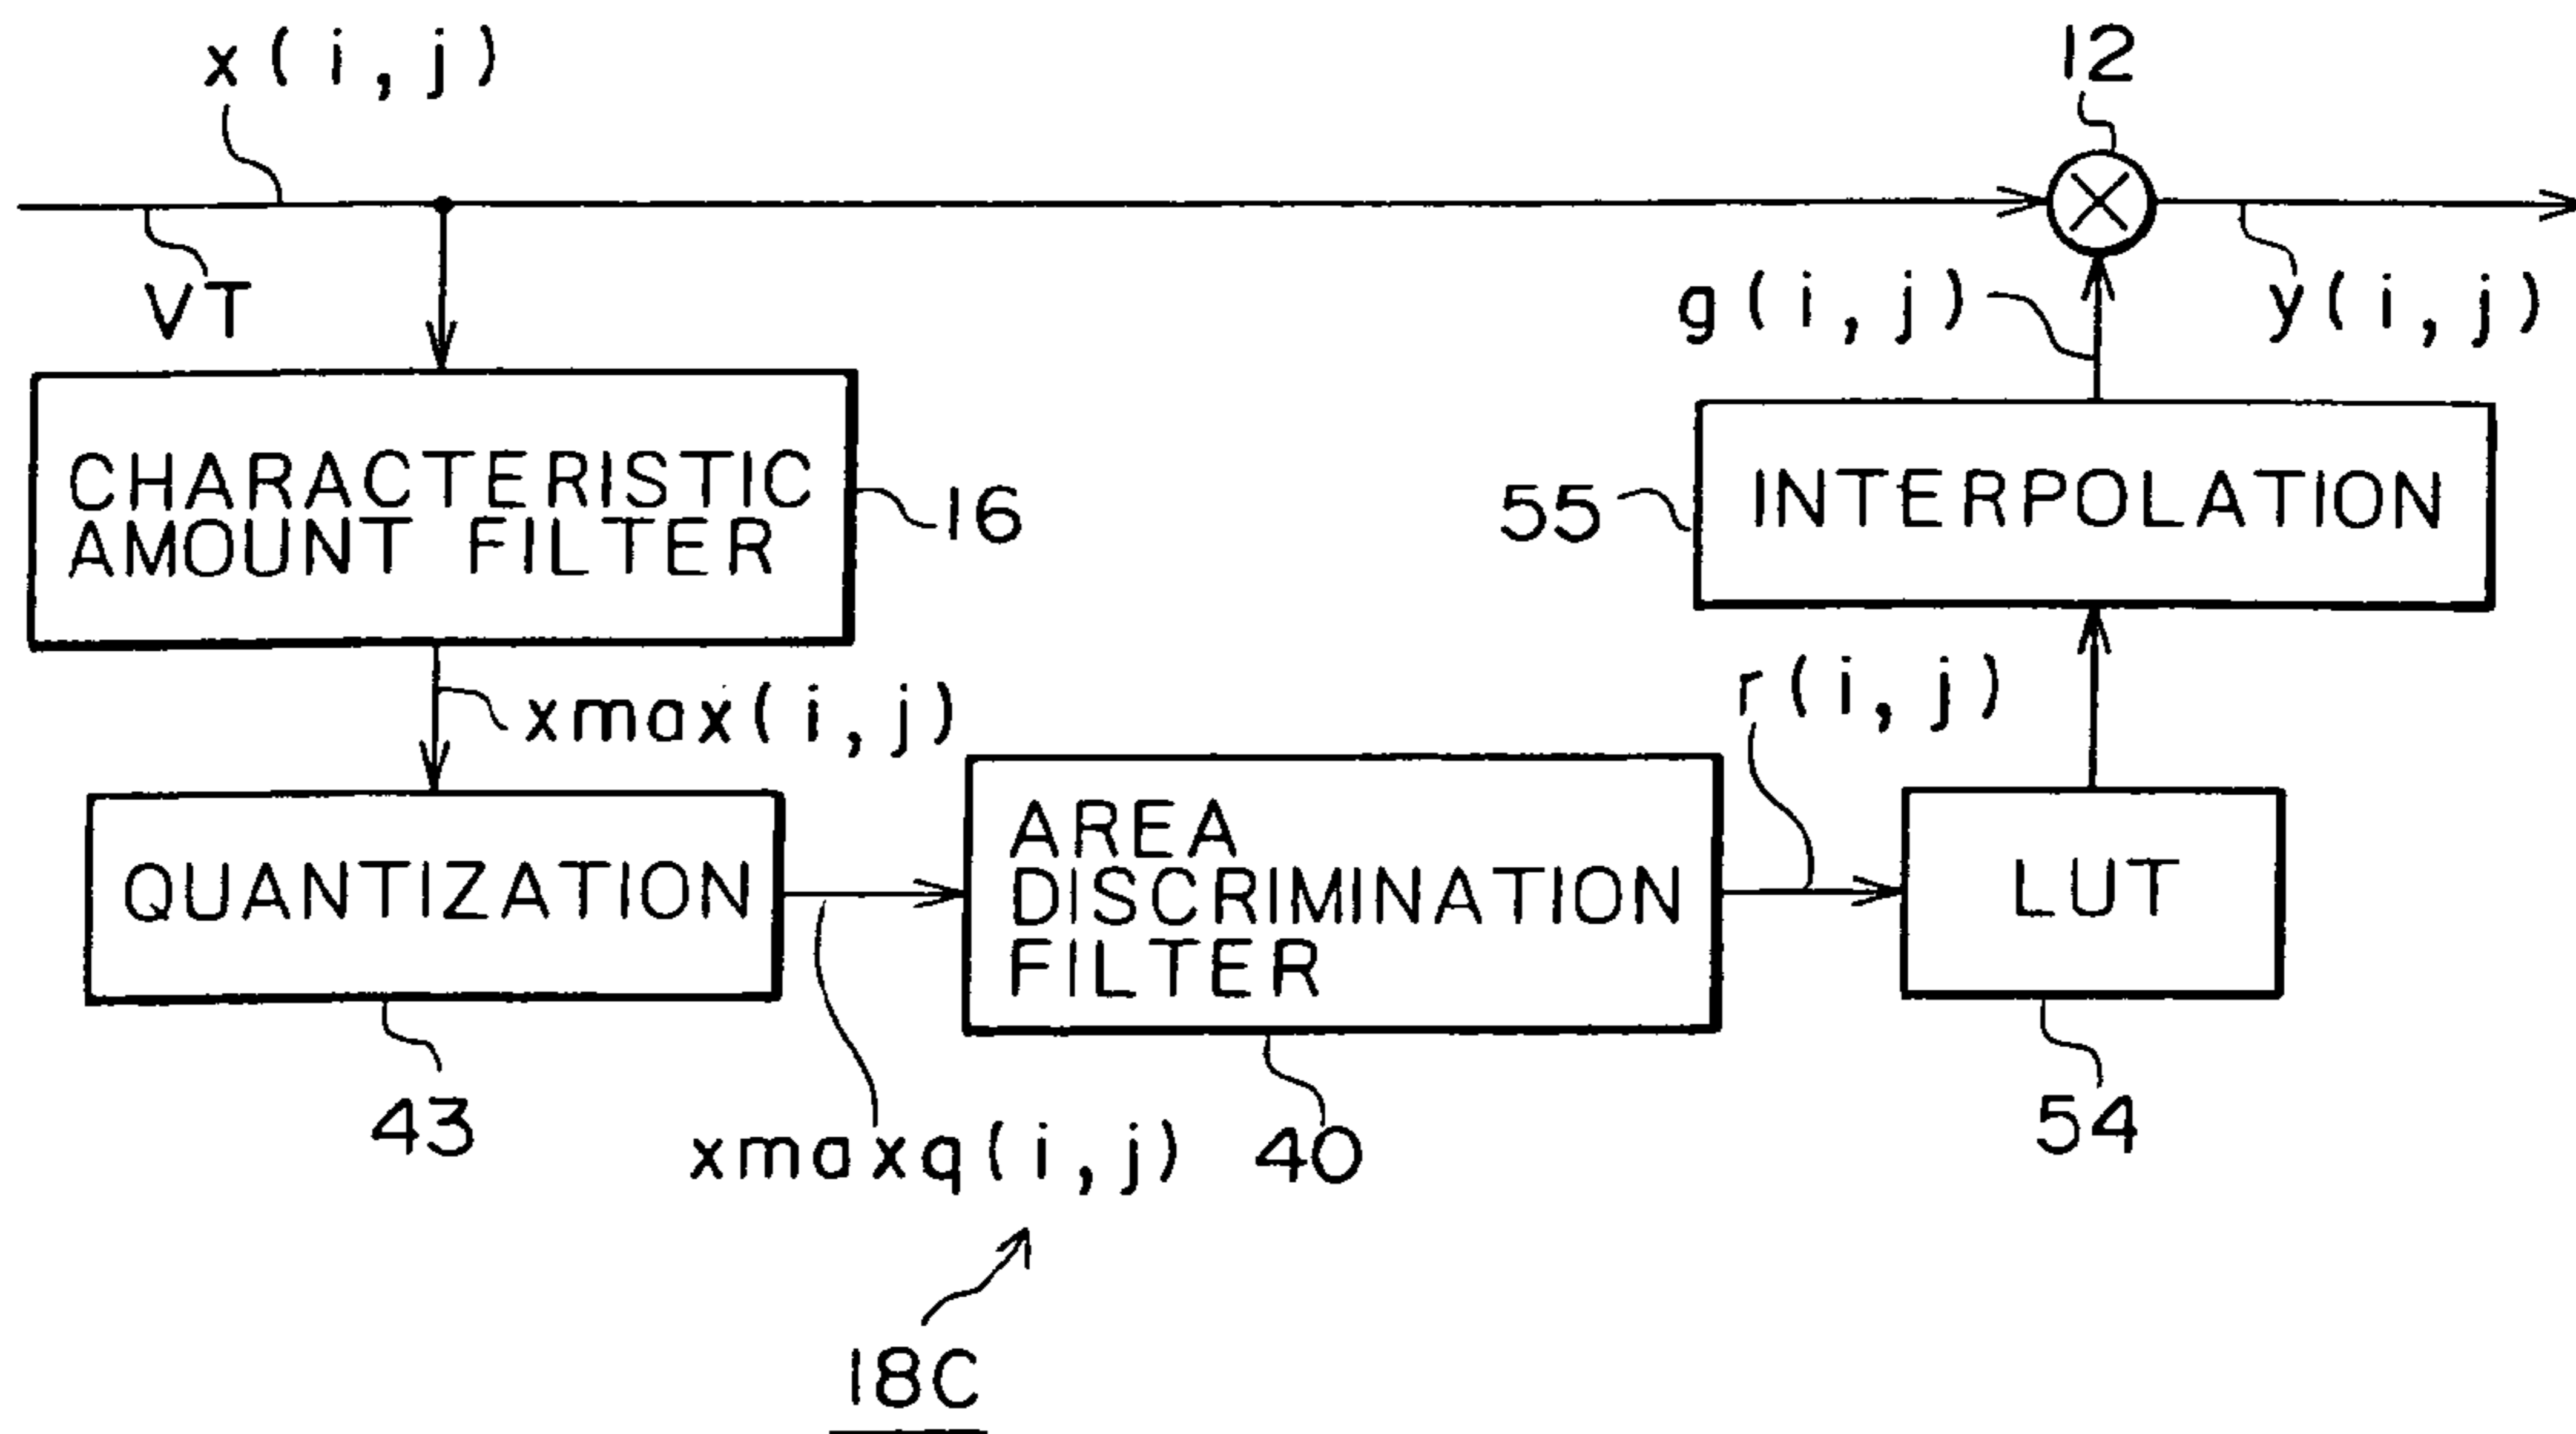 x(i,j)
12
VT
g(i,j)
y(i,j)
CHARACTERISTIC
AMOUNT FILTER
16
55
INTERPOLATION
xmax(i,j)
r(i,j)
QUANTIZATION
AREA
DISCRIMINATION
FILTER
LUT
43
xmaxq(i,j)
40
54
18C